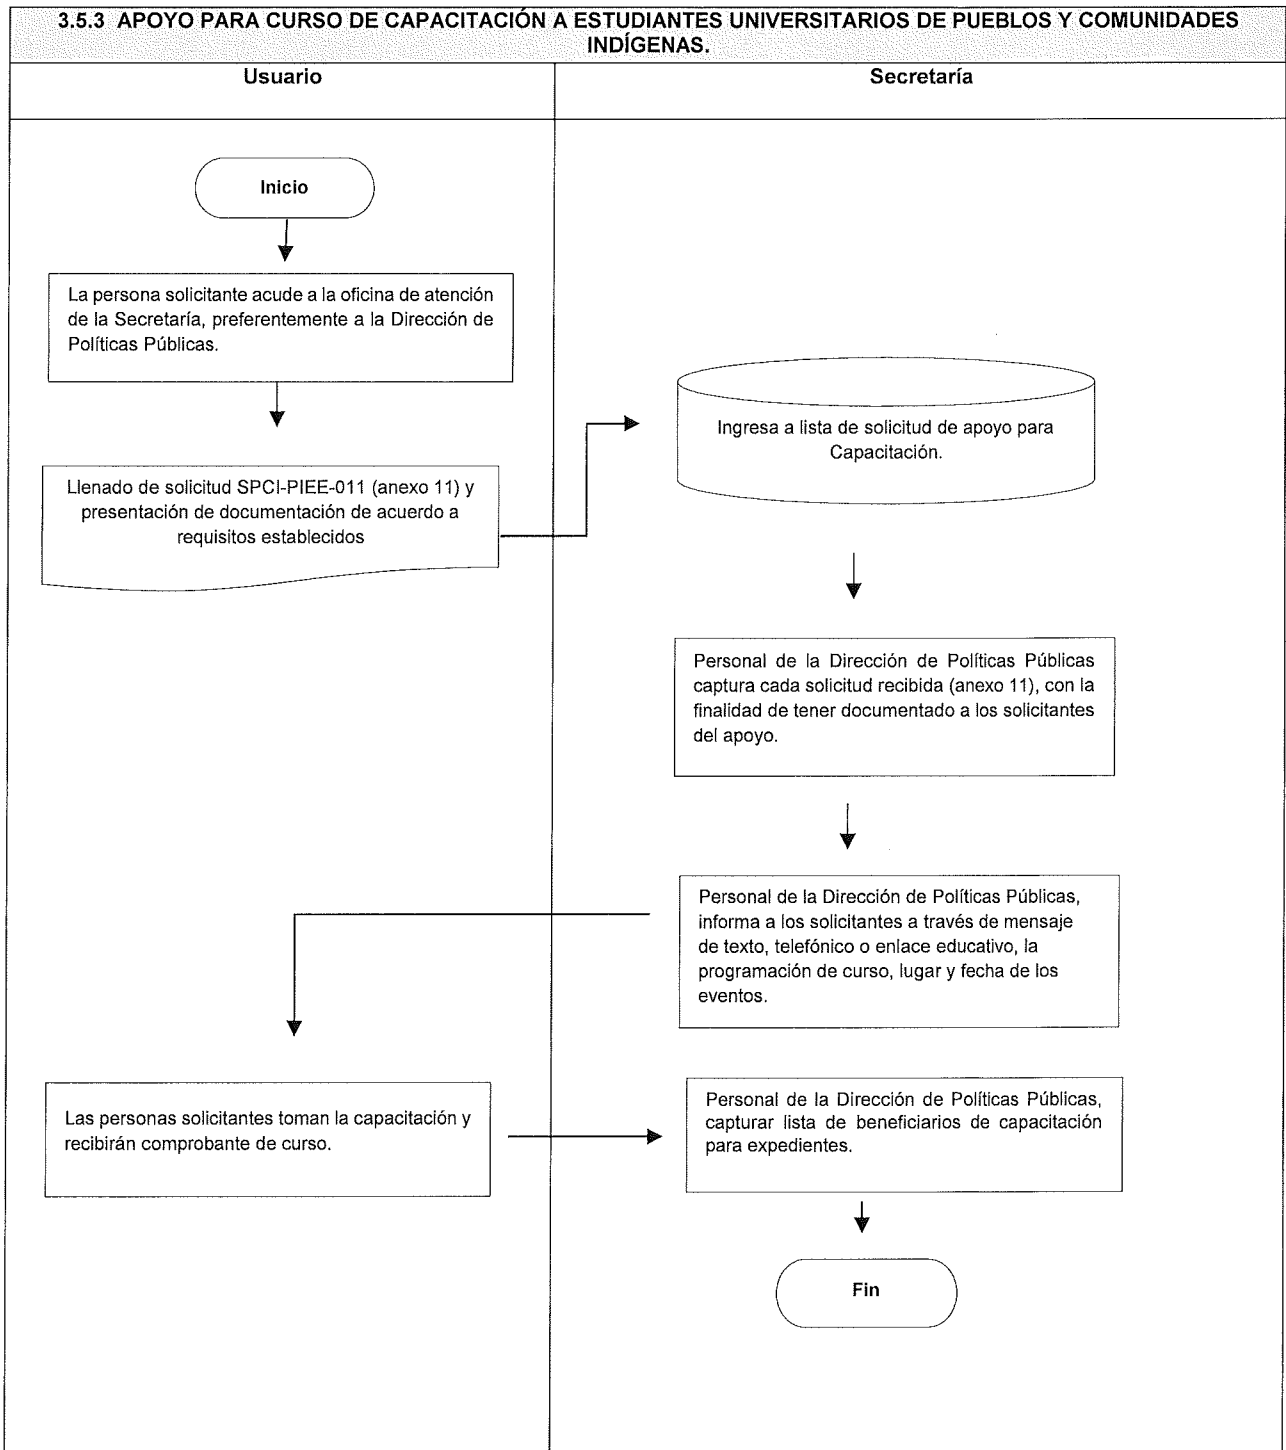 3.5.3 APOYO PARA CURSO DE CAPACITACIÓN A ESTUDIANTES UNIVERSITARIOS DE PUEBLOS Y COMUNIDADES
INDÍGENAS.
Usuario
Secretaría
Inicio
La persona solicitante acude a la oficina de atención
de la Secretaría, preferentemente a la Dirección de
Políticas Públicas.
Ingresa a lista de solicitud de apoyo para
Capacitación.
Llenado de solicitud SPCI-PIEE-011 (anexo 11) y
presentación de documentación de acuerdo a
requisitos establecidos
Personal de la Dirección de Políticas Públicas
captura cada solicitud recibida (anexo 11), con la
finalidad de tener documentado a los solicitantes
del apoyo.
Personal de la Dirección de Políticas Públicas,
informa a los solicitantes a través de mensaje
de texto, telefónico o enlace educativo, la
programación de curso, lugar y fecha de los
eventos.
Las personas solicitantes toman la capacitación y
recibirán comprobante de curso.
Personal de la Dirección de Políticas Públicas,
capturar lista de beneficiarios de capacitación
para expedientes.
Fin